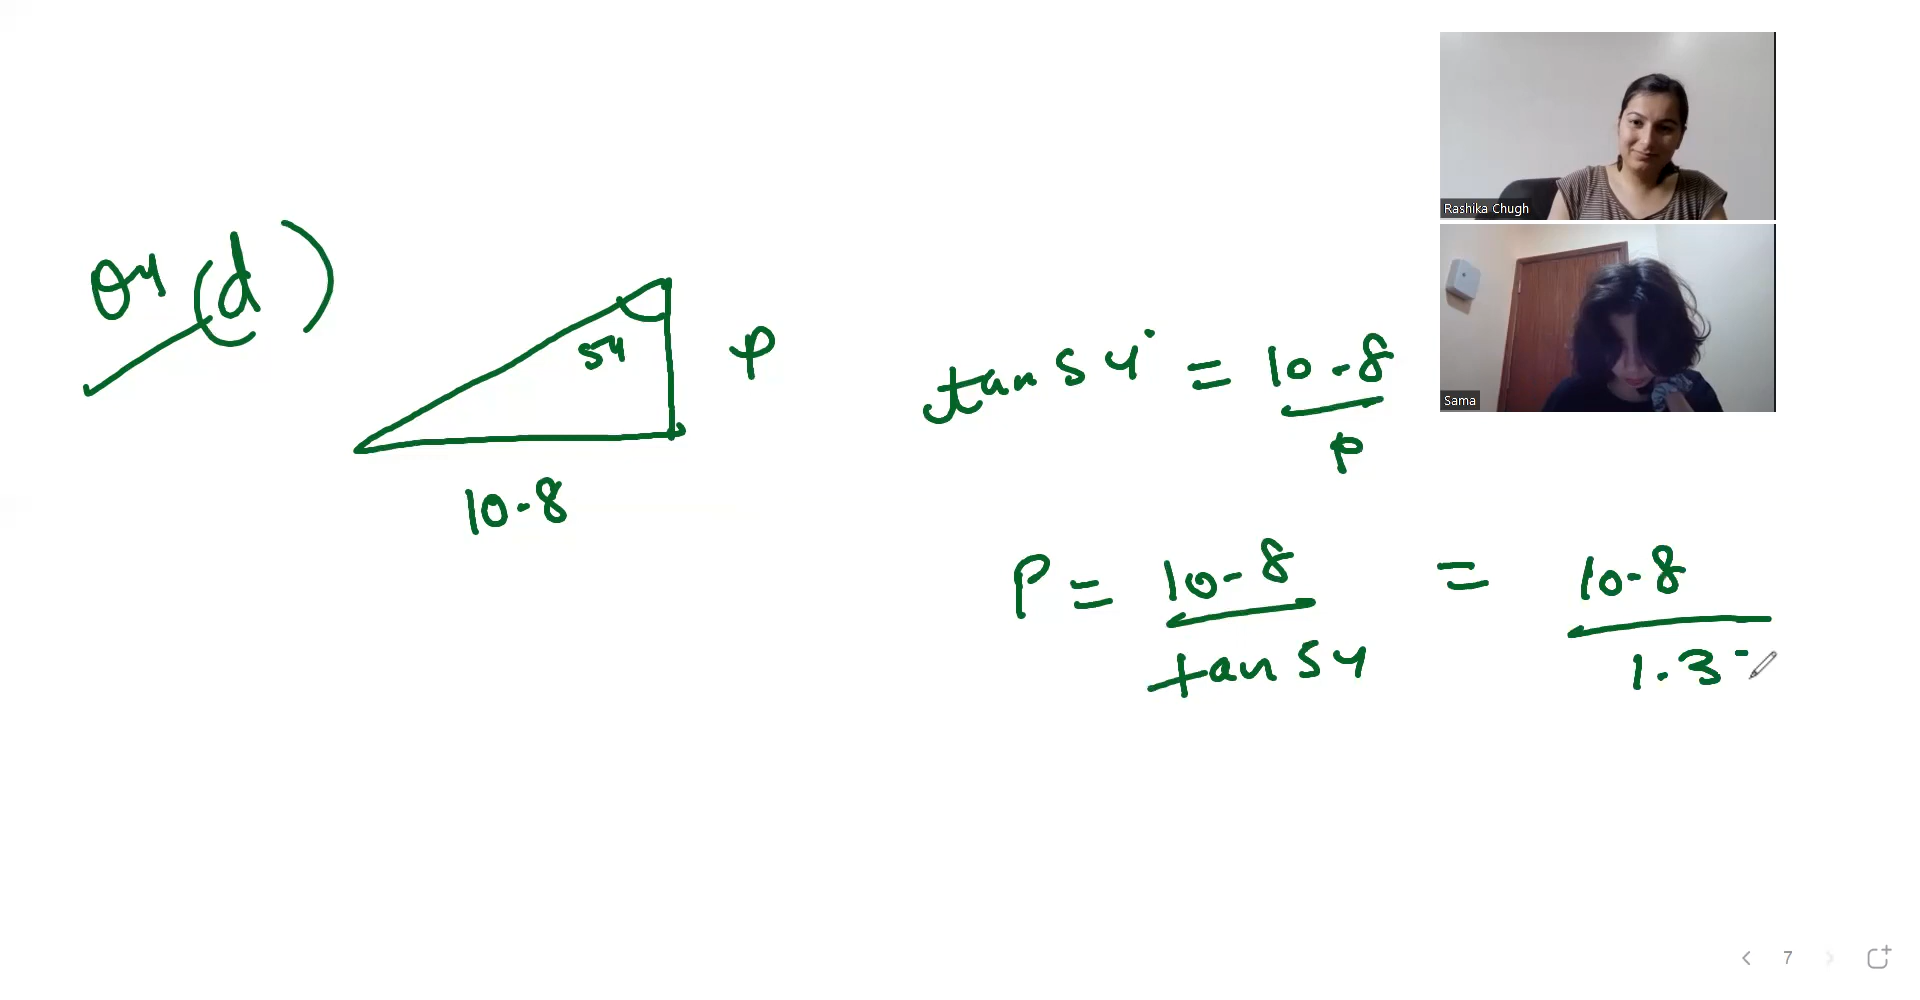 Q4 (d)
54
p
10.8
tan 54° = 10.8
p
P = 10.8 = 10.8
tan 54 1.3
Rashika Chugh
Sama
7